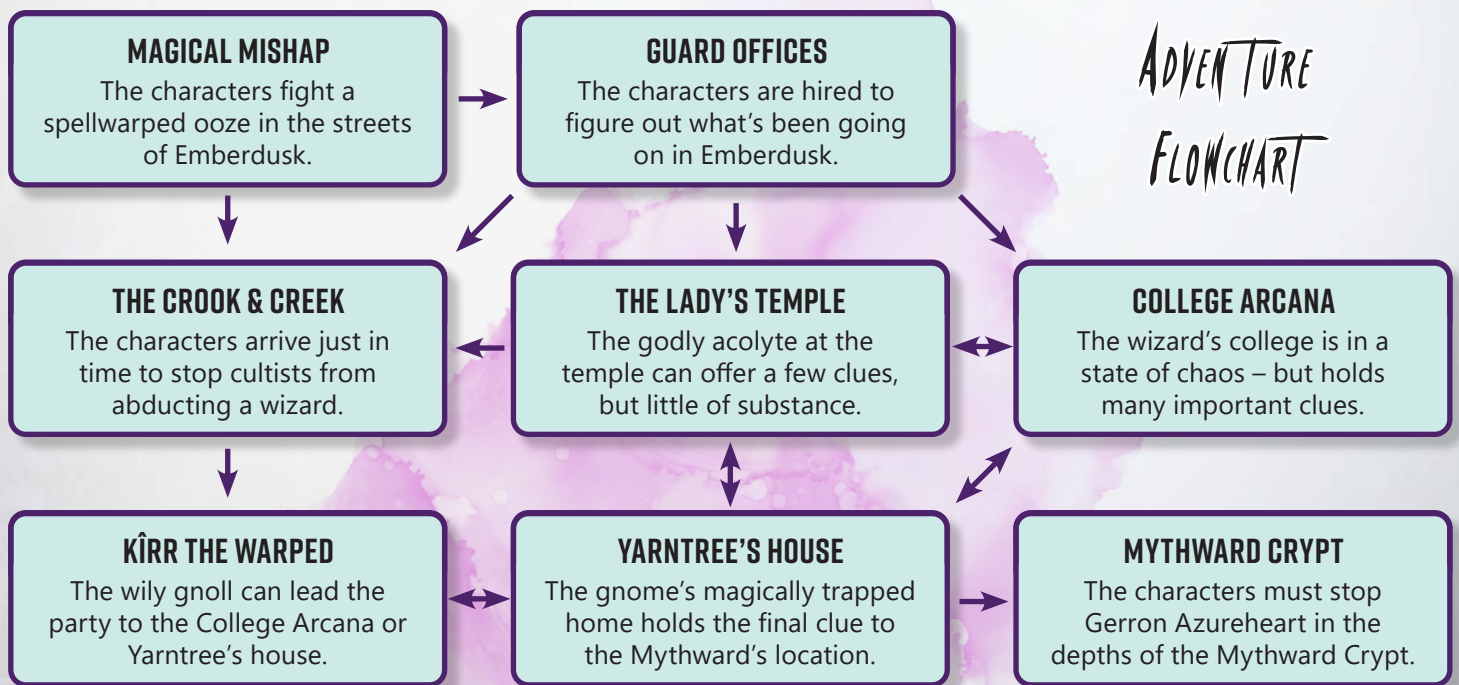 MAGICAL MISHAP
The characters fight a
spellwarped ooze in the streets
of Emberdusk.
GUARD OFFICES
The characters are hired to
figure out what's been going
on in Emberdusk.
ADVENTURE
FLOWCHART
THE CROOK & CREEK
The characters arrive just in
time to stop cultists from
abducting a wizard.
THE LADY'S TEMPLE
The godly acolyte at the
temple can offer a few clues,
but little of substance.
COLLEGE ARCANA
The wizard's college is in a
state of chaos – but holds
many important clues.
KÎRR THE WARPED
The wily gnoll can lead the
party to the College Arcana or
Yarntree's house.
YARNTREE'S HOUSE
The gnome's magically trapped
home holds the final clue to
the Mythward's location.
MYTHWARD CRYPT
The characters must stop
Gerron Azureheart in the
depths of the Mythward Crypt.